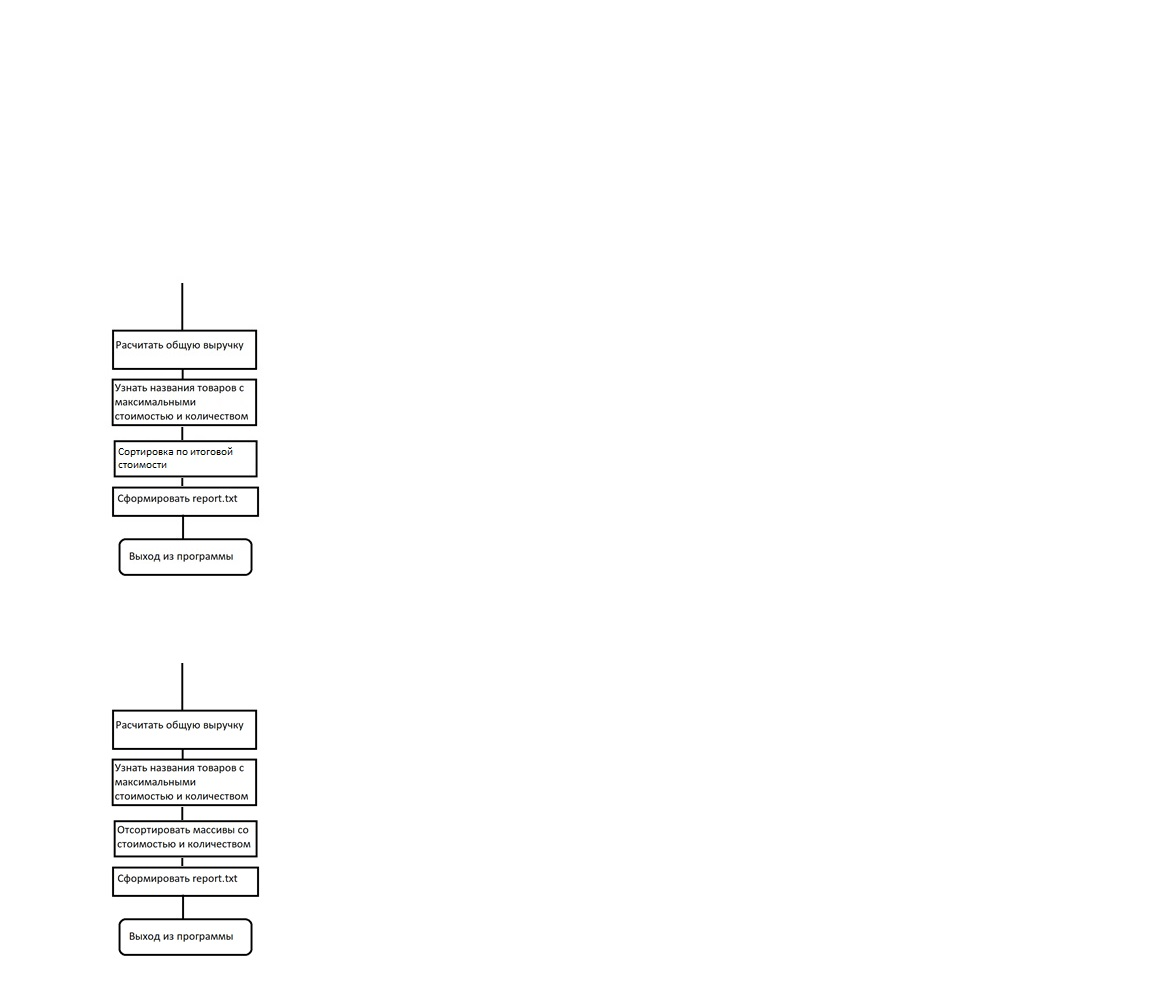 Расчитать общую выручку
Узнать названия товаров с
максимальными
стоимостью и количеством
Сортировка по итоговой
стоимости
Сформировать report.txt
Выход из программы
Расчитать общую выручку
Узнать названия товаров с
максимальными
стоимостью и количеством
Отсортировать массивы со
стоимостью и количеством
Сформировать report.txt
Выход из программы